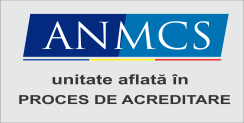 ANMCS
unitate aflată în
PROCES DE ACREDITARE